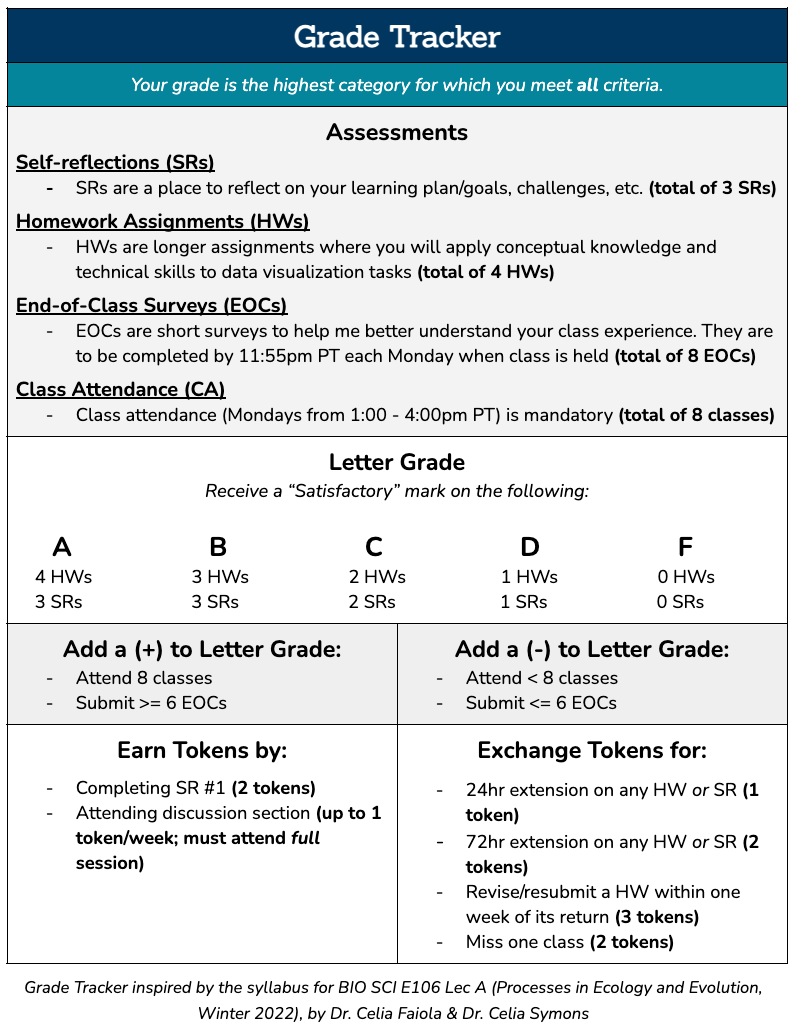 Grade Tracker
Your grade is the highest category for which you meet all criteria.
Assessments
Self-reflections (SRs)
- SRs are a place to reflect on your learning plan/goals, challenges, etc. (total of 3 SRs)
Homework Assignments (HWs)
- HWs are longer assignments where you will apply conceptual knowledge and
technical skills to data visualization tasks (total of 4 HWs)
End-of-Class Surveys (EOCs)
- EOCs are short surveys to help me better understand your class experience. They are
to be completed by 11:55pm PT each Monday when class is held (total of 8 EOCs)
Class Attendance (CA)
- Class attendance (Mondays from 1:00 - 4:00pm PT) is mandatory (total of 8 classes)
Letter Grade
Receive a “Satisfactory” mark on the following:
A B C D F
4 HWs 3 HWs 2 HWs 1 HWs 0 HWs
3 SRs 3 SRs 2 SRs 1 SRs 0 SRs
Add a (+) to Letter Grade:
- Attend 8 classes
- Submit >= 6 EOCs
Add a (-) to Letter Grade:
- Attend < 8 classes
- Submit <= 6 EOCs
Earn Tokens by:
- Completing SR #1 (2 tokens)
- Attending discussion section (up to 1
token/week; must attend full
session)
Exchange Tokens for:
- 24hr extension on any HW or SR (1
token)
- 72hr extension on any HW or SR (2
tokens)
- Revise/resubmit a HW within one
week of its return (3 tokens)
- Miss one class (2 tokens)
Grade Tracker inspired by the syllabus for BIO SCI E106 Lec A (Processes in Ecology and Evolution,
Winter 2022), by Dr. Celia Faiola & Dr. Celia Symons